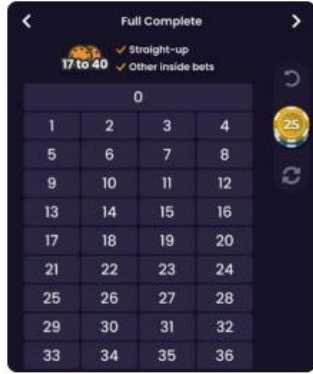 Full Complete
17 to 40
Straight-up
Other inside bets
0
1 2 3 4
25
5 6 7 8
9 10 11 12
13 14 15 16
17 18 19 20
21 22 23 24
25 26 27 28
29 30 31 32
33 34 35 36